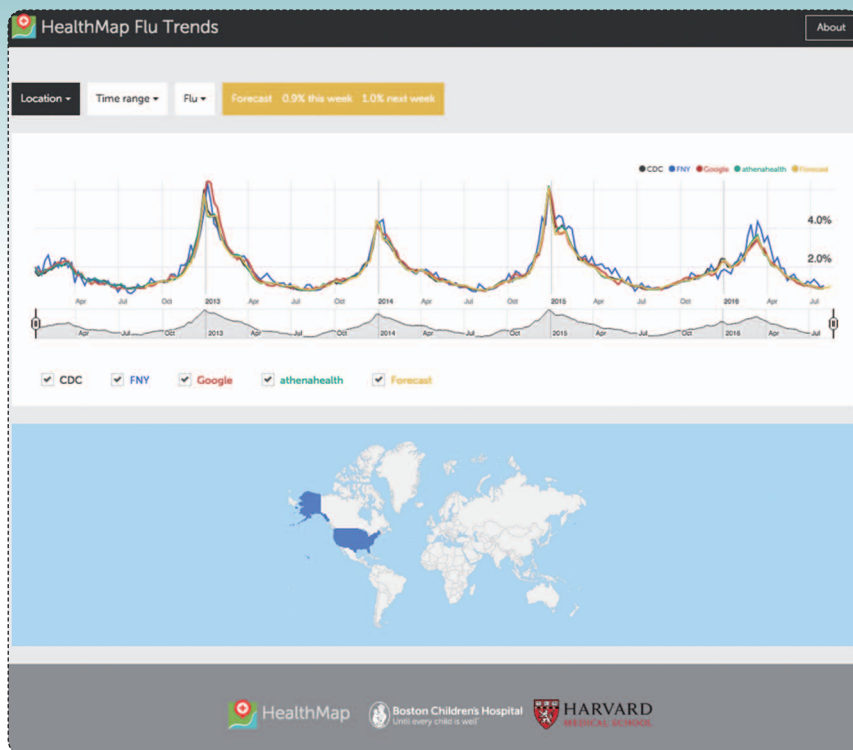 HealthMap Flu Trends
About
Location
Time range
Flu
Forecast 0.9% this week 1.0% next week
CDC FNY Google athenahealth Forecast
4.0%
2.0%
Apr Jul Oct 2013 Apr Jul Oct 2014 Apr Jul Oct 2015 Apr Jul Oct 2016 Apr Jul
Apr Jul Oct 2013 Apr Jul Oct 2014 Apr Jul Oct 2015 Apr Jul Oct 2016 Apr Jul
CDC FNY Google athenahealth Forecast
HealthMap
Boston Children's Hospital
Until every child is well
HARVARD
MEDICAL SCHOOL